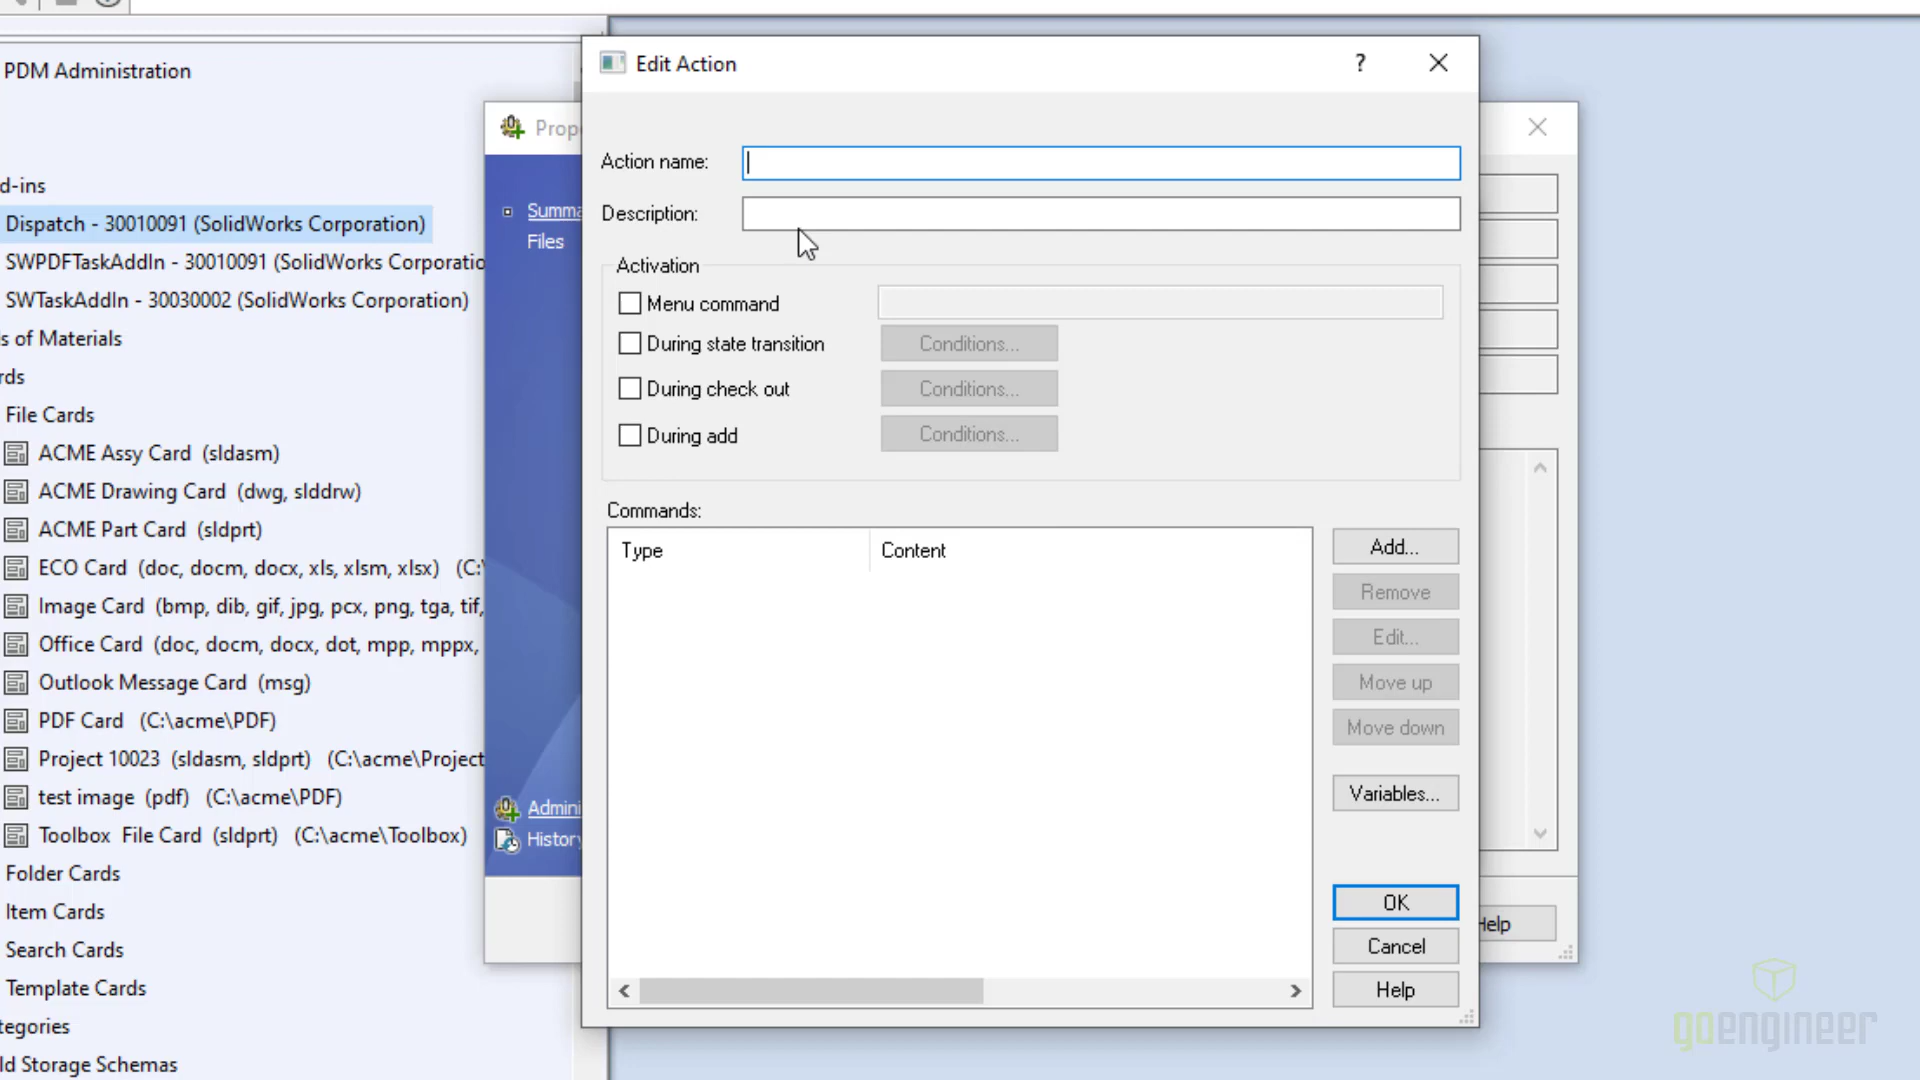 PDM Administration
d-ins
Dispatch - 30010091 (SolidWorks Corporation)
SWPDFTaskAddIn - 30010091 (SolidWorks Corporatio
SWTaskAddIn - 30030002 (SolidWorks Corporation)
s of Materials
rds
File Cards
ACME Assy Card (sldasm)
ACME Drawing Card (dwg, slddrw)
ACME Part Card (sldprt)
ECO Card (doc, docm, docx, xls, xlsm, xlsx) (C:\
Image Card (bmp, dib, gif, jpg, pcx, png, tga, tif,
Office Card (doc, docm, docx, dot, mpp, mppx,
Outlook Message Card (msg)
PDF Card (C:\acme\PDF)
Project 10023 (sldasm, sldprt) (C:\acme\Project
test image (pdf) (C:\acme\PDF)
Toolbox File Card (sldprt) (C:\acme\Toolbox)
Folder Cards
Item Cards
Search Cards
Template Cards
tegories
ld Storage Schemas
Prope
Summa
Files
Admini
History
Edit Action
?
Action name:
Description:
Activation
Menu command
During state transition
Conditions...
During check out
Conditions...
During add
Conditions...
Commands:
Type
Content
Add...
Remove
Edit...
Move up
Move down
Variables...
OK
Cancel
Help
Help
goengineer